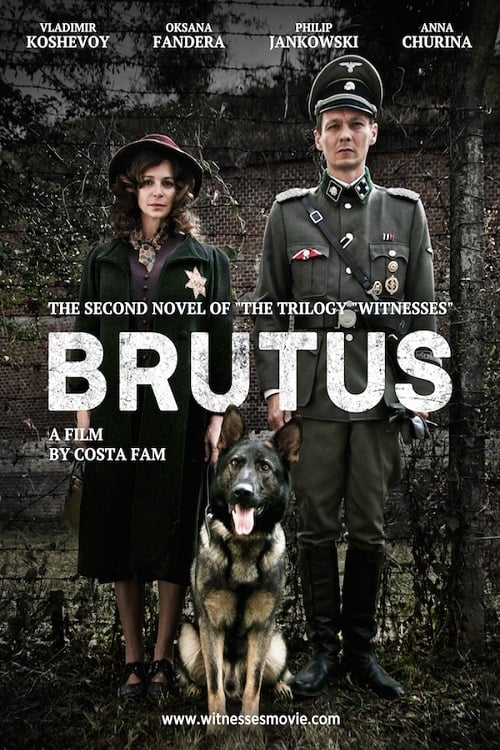 VLADIMIR OKSANA PHILIP ANNA
KOSHEVOY FANDERA JANKOWSKI CHURINA
THE SECOND NOVEL OF "THE TRILOGY "WITNESSES"
BRUTUS
A FILM
BY COSTA FAM
www.witnessesmovie.com